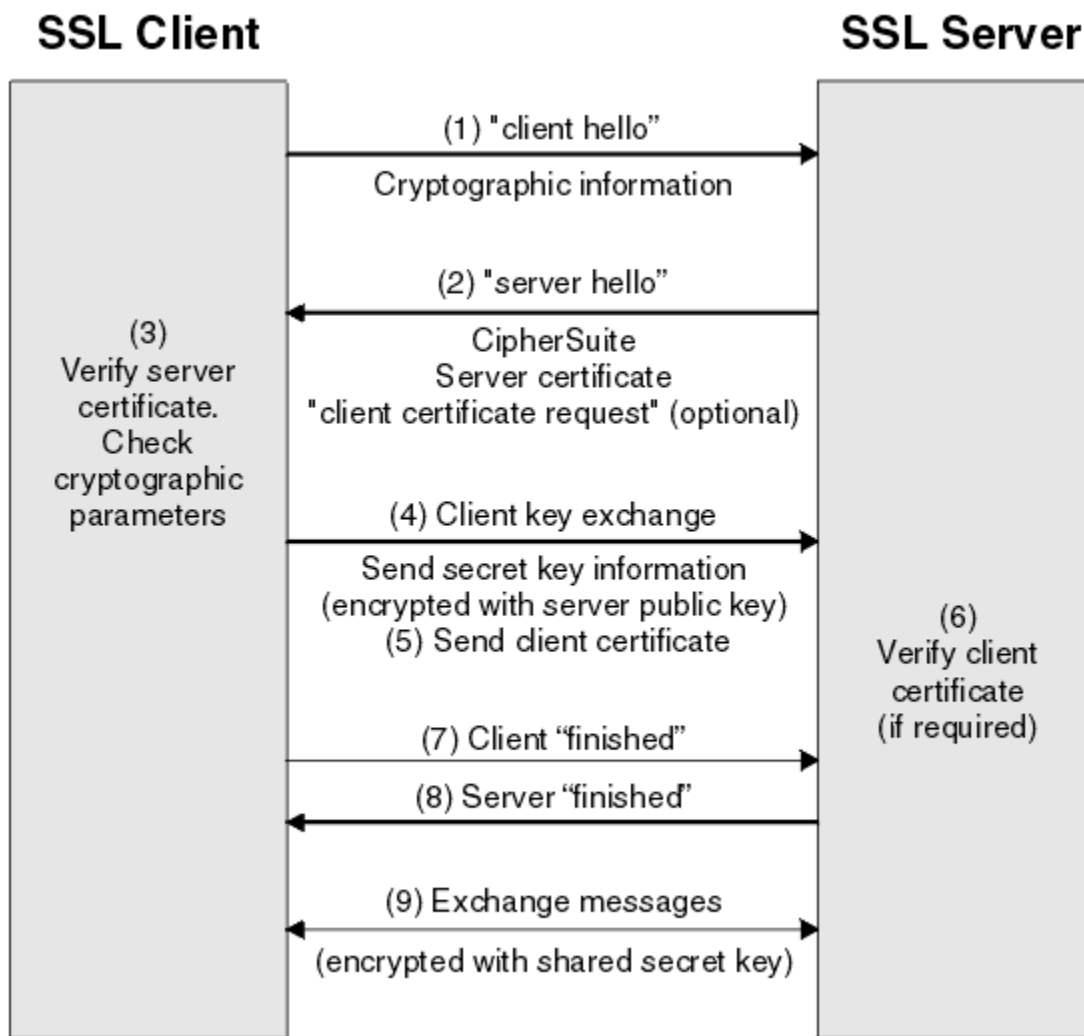 SSL Client
SSL Server
(1) "client hello”
Cryptographic information
(2) "server hello”
CipherSuite
Server certificate
"client certificate request" (optional)
(3)
Verify server
certificate.
Check
cryptographic
parameters
(4) Client key exchange
Send secret key information
(encrypted with server public key)
(5) Send client certificate
(6)
Verify client
certificate
(if required)
(7) Client “finished”
(8) Server “finished”
(9) Exchange messages
(encrypted with shared secret key)